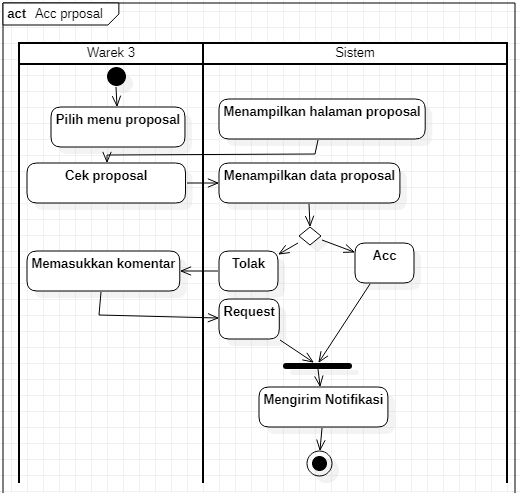 act Acc prposal
Warek 3
Sistem
Pilih menu proposal
Menampilkan halaman proposal
Cek proposal
Menampilkan data proposal
Memasukkan komentar
Tolak
Acc
Request
Mengirim Notifikasi